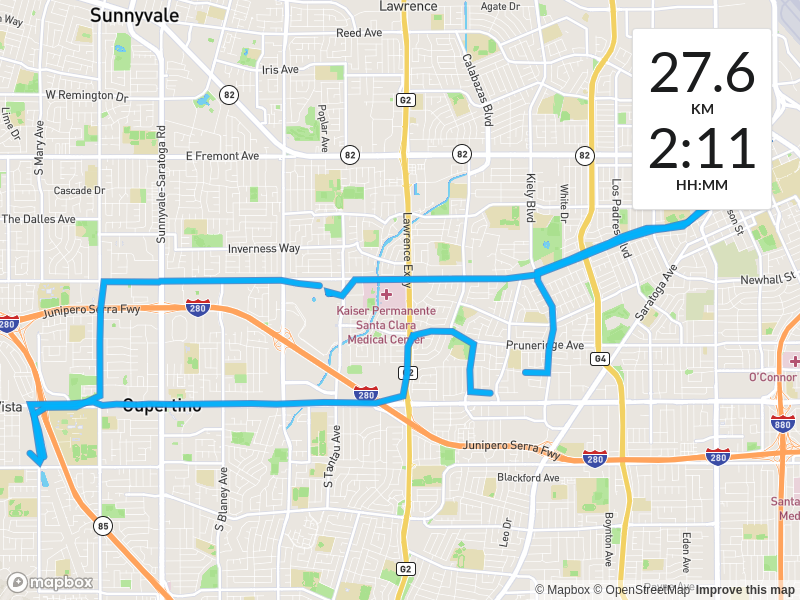 Sunnyvale
Lawrence
Agate Dr
Reed Ave
27.6
KM
2:11
HH:MM
Iris Ave
Calabazas Blvd
W Remington Dr
82
G2
Lime Dr
S Mary Ave
Poplar Ave
Sunnyvale-Saratoga Rd
E Fremont Ave
82
82
82
Kiely Blvd
White Dr
Los Padres Blvd
Cascade Dr
The Dalles Ave
Lawrence Expy
Inverness Way
Saratoga Ave
Newhall St
280
Junipero Serra Fwy
280
Kaiser Permanente
Santa Clara
Medical Center
Pruneridge Ave
G4
O'Connor
280
Cupertino
880
Junipero Serra Fwy
280
280
S Tantau Ave
S Blaney Ave
Blackford Ave
Leo Dr
Boynton Ave
Eden Ave
85
G2
mapbox
© Mapbox © OpenStreetMap Improve this map